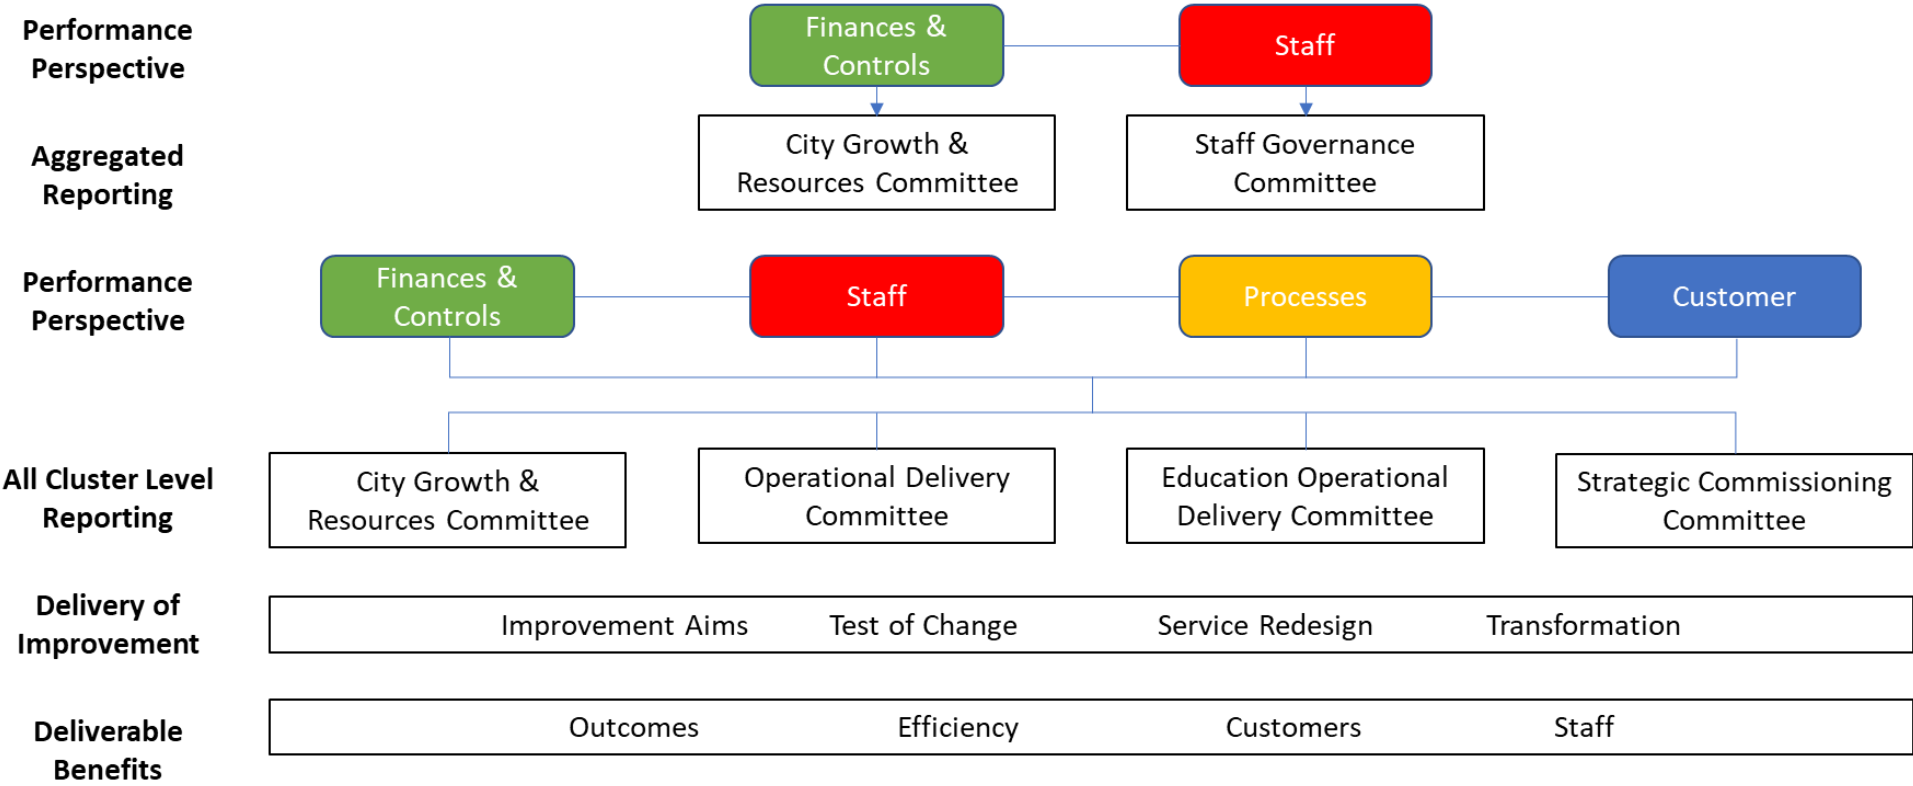 Performance
Perspective
Finances &
Controls
Staff
Aggregated
Reporting
City Growth &
Resources Committee
Staff Governance
Committee
Performance
Perspective
Finances &
Controls
Staff
Processes
Customer
All Cluster Level
Reporting
City Growth &
Resources Committee
Operational Delivery
Committee
Education Operational
Delivery Committee
Strategic Commissioning
Committee
Delivery of
Improvement
Improvement Aims Test of Change Service Redesign Transformation
Deliverable
Benefits
Outcomes Efficiency Customers Staff